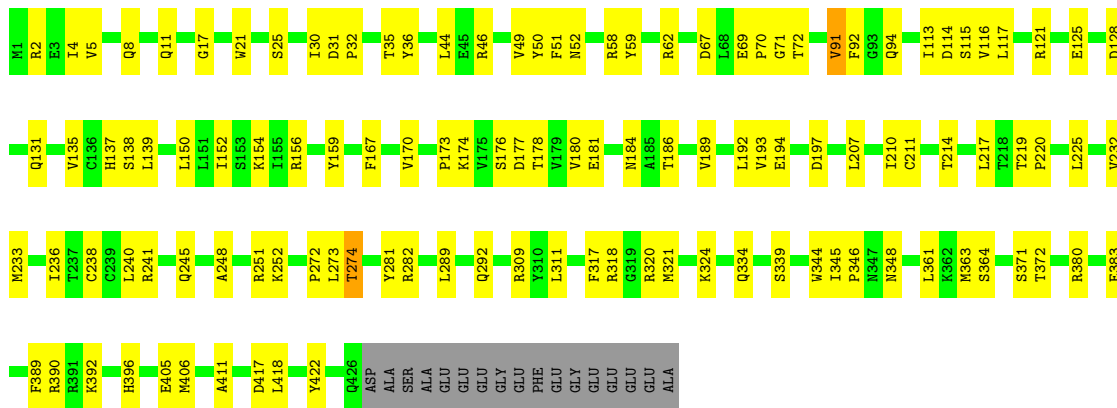 M1 R2 E3 I4 V5 Q8 Q11 G17 W21 S25 I30 D31 P32 T35 Y36 L44 E45 R46 V49 Y50 F51 N52 R58 Y59 R62 D67 L68 E69 P70 G71 T72 V91 F92 G93 Q94 I113 D114 S115 V116 L117 R121 E125 D128
Q131 V135 C136 H137 S138 L139 L150 L151 I152 S153 K154 I155 R156 Y159 F167 V170 P173 K174 V175 S176 D177 T178 V179 V180 E181 N184 A185 T186 V189 L192 V193 E194 D197 L207 I210 C211 T214 L217 T218 T219 P220 L225 V232
M233 I236 T237 C238 C239 L240 R241 Q245 A248 R251 K252 P272 L273 T274 Y281 R282 L289 Q292 R309 Y310 L311 F317 R318 G319 R320 M321 K324 Q334 S339 W344 I345 P346 N347 N348 L361 K362 M363 S364 S371 T372 R380 E383
F389 R390 R391 K392 H396 E405 M406 A411 D417 L418 Y422 Q426 ASP ALA SER ALA GLU GLU GLU GLY GLU PHE GLU GLY GLU GLU GLU GLU ALA